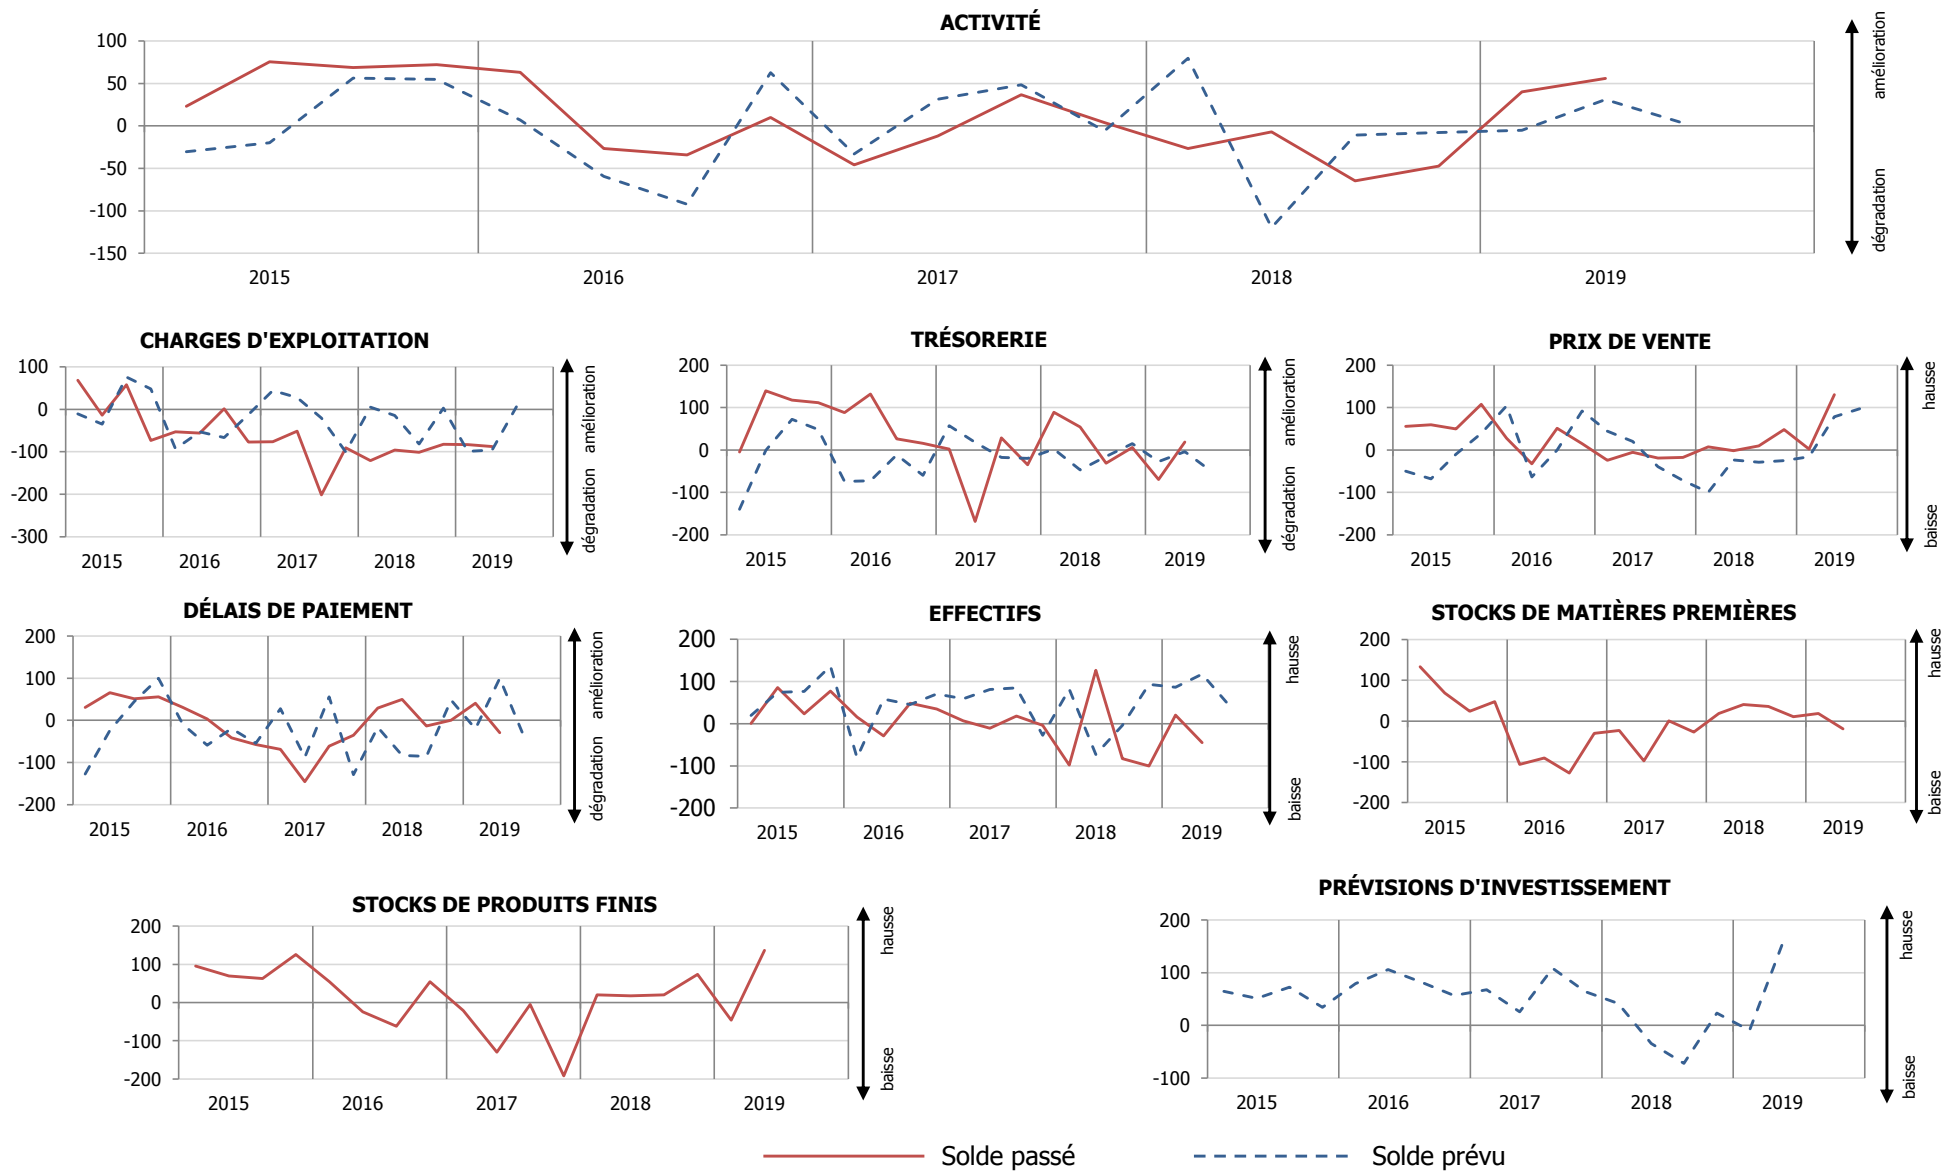 ACTIVITÉ
100
50
0
-50
-100
-150
2015 2016 2017 2018 2019
amélioration
dégradation
CHARGES D'EXPLOITATION
100
0
-100
-200
-300
2015 2016 2017 2018 2019
amélioration
dégradation
TRÉSORERIE
200
100
0
-100
-200
2015 2016 2017 2018 2019
amélioration
dégradation
PRIX DE VENTE
200
100
0
-100
-200
2015 2016 2017 2018 2019
hausse
baisse
DÉLAIS DE PAIEMENT
200
100
0
-100
-200
2015 2016 2017 2018 2019
amélioration
dégradation
EFFECTIFS
200
100
0
-100
-200
2015 2016 2017 2018 2019
hausse
baisse
STOCKS DE MATIÈRES PREMIÈRES
200
100
0
-100
-200
2015 2016 2017 2018 2019
hausse
baisse
STOCKS DE PRODUITS FINIS
200
100
0
-100
-200
2015 2016 2017 2018 2019
hausse
baisse
PRÉVISIONS D'INVESTISSEMENT
200
100
0
-100
2015 2016 2017 2018 2019
hausse
baisse
Solde passé
Solde prévu